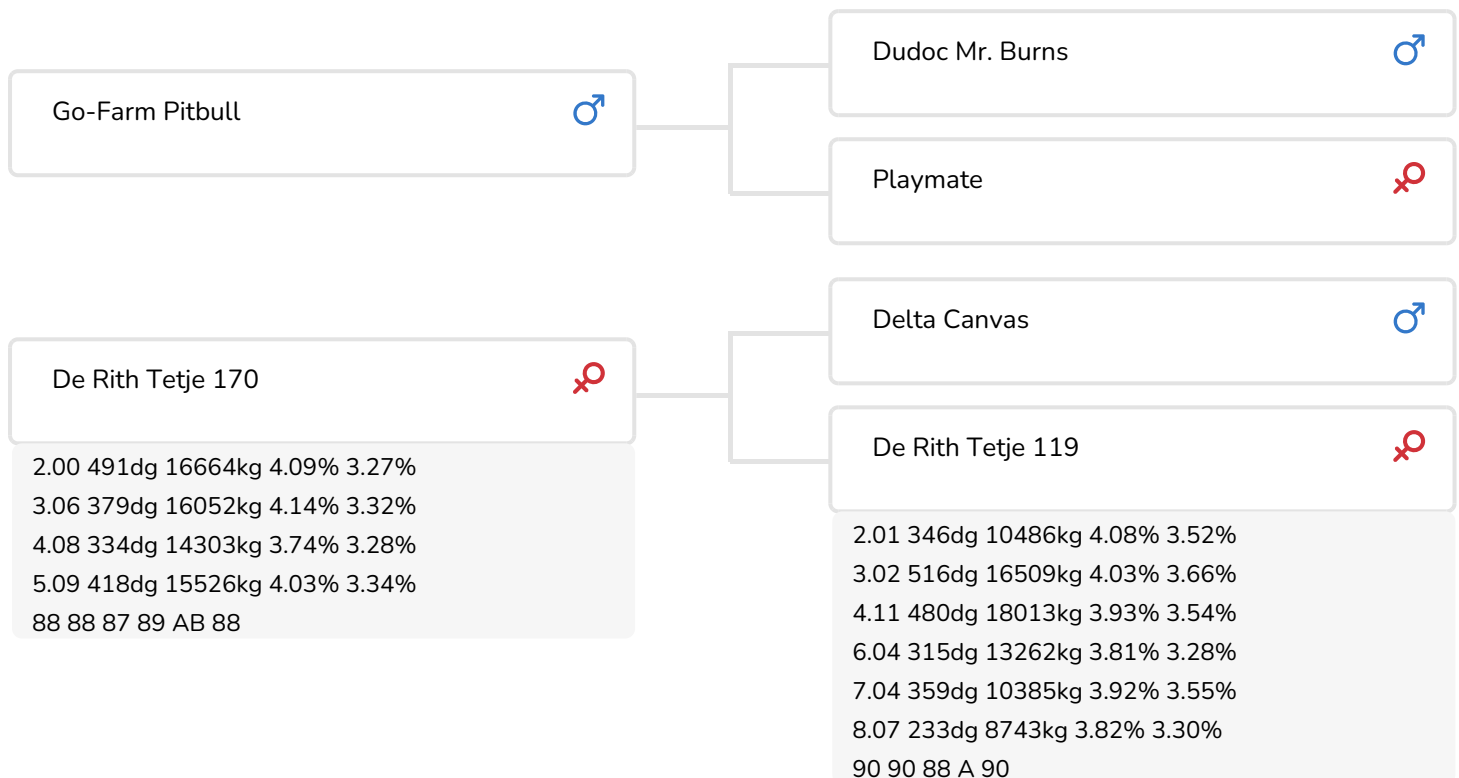 Go-Farm Pitbull
Dudoc Mr. Burns
Playmate
De Rith Tetje 170
2.00 491dg 16664kg 4.09% 3.27%
3.06 379dg 16052kg 4.14% 3.32%
4.08 334dg 14303kg 3.74% 3.28%
5.09 418dg 15526kg 4.03% 3.34%
88 88 87 89 AB 88
Delta Canvas
De Rith Tetje 119
2.01 346dg 10486kg 4.08% 3.52%
3.02 516dg 16509kg 4.03% 3.66%
4.11 480dg 18013kg 3.93% 3.54%
6.04 315dg 13262kg 3.81% 3.28%
7.04 359dg 10385kg 3.92% 3.55%
8.07 233dg 8743kg 3.82% 3.30%
90 90 88 A 90